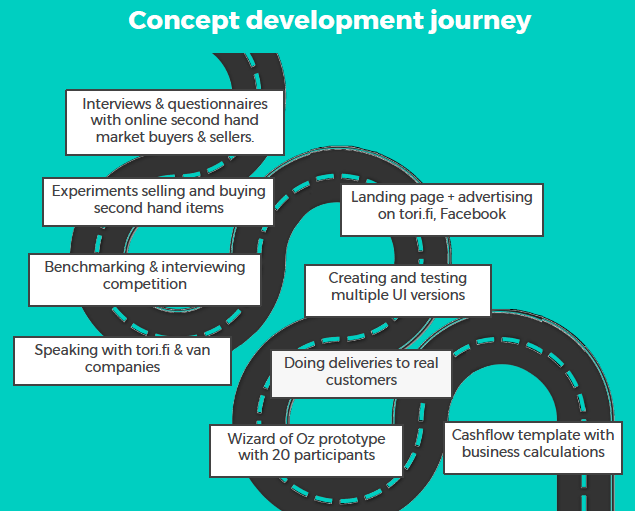 Concept development journey
Interviews & questionnaires
with online second hand
market buyers & sellers.
Experiments selling and buying
second hand items
Benchmarking & interviewing
competition
Speaking with tori.fi & van
companies
Landing page + advertising
on tori.fi, Facebook
Creating and testing
multiple UI versions
Doing deliveries to real
customers
Wizard of Oz prototype
with 20 participants
Cashflow template with
business calculations